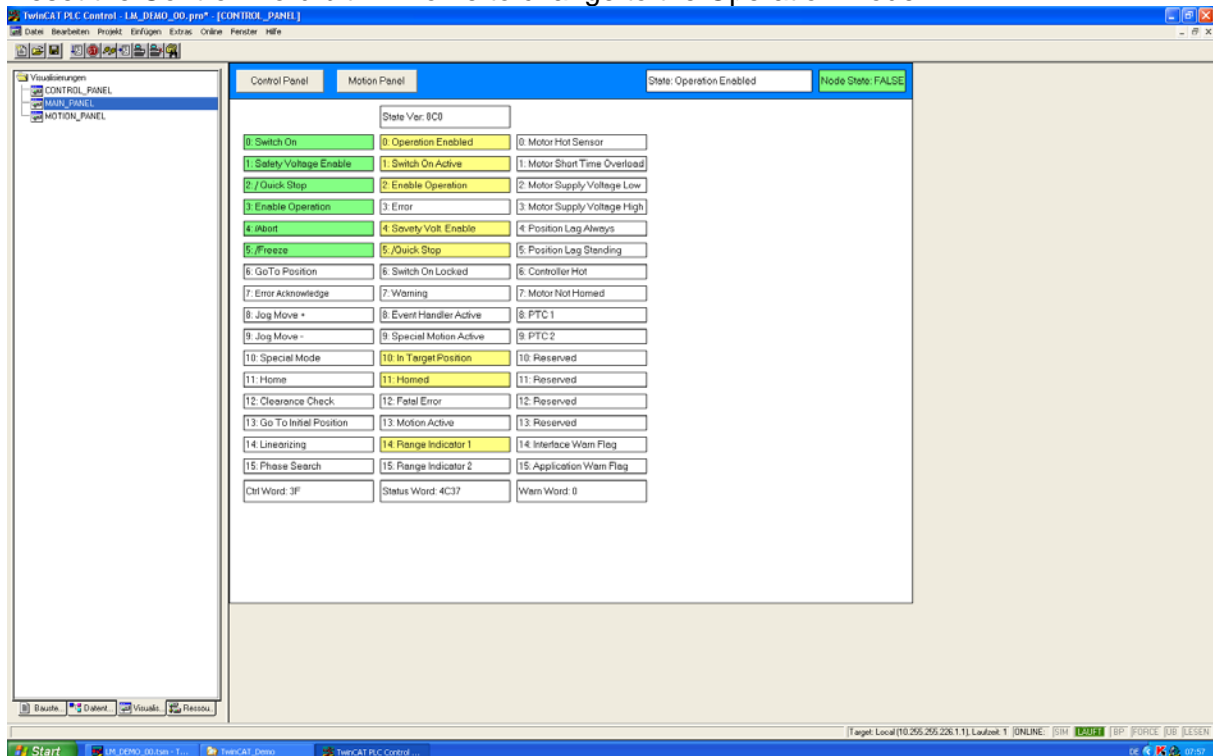 TwinCAT PLC Control - LM_DEMO_00.pro* - [CONTROL_PANEL]
Datei Bearbeiten Projekt Einfügen Extras Online Fenster Hilfe
Visualisierungen
CONTROL_PANEL
MAIN_PANEL
MOTION_PANEL
Control Panel
Motion Panel
State: Operation Enabled
Node State: FALSE
State Var: 8C0
0: Switch On
0: Operation Enabled
0: Motor Hot Sensor
1: Safety Voltage Enable
1: Switch On Active
1: Motor Short Time Overload
2: / Quick Stop
2: Enable Operation
2: Motor Supply Voltage Low
3: Enable Operation
3: Error
3: Motor Supply Voltage High
4: /Abort
4: Savety Volt. Enable
4: Position Lag Always
5: /Freeze
5: /Quick Stop
5: Position Lag Standing
6: GoTo Position
6: Switch On Locked
6: Controller Hot
7: Error Acknowledge
7: Warning
7: Motor Not Homed
8: Jog Move +
8: Event Handler Active
8: PTC 1
9: Jog Move -
9: Special Motion Active
9: PTC 2
10: Special Mode
10: In Target Position
10: Reserved
11: Home
11: Homed
11: Reserved
12: Clearance Check
12: Fatal Error
12: Reserved
13: Go To Initial Position
13: Motion Active
13: Reserved
14: Linearizing
14: Range Indicator 1
14: Interface Warn Flag
15: Phase Search
15: Range Indicator 2
15: Application Warn Flag
Ctrl Word: 3F
Status Word: 4C37
Warn Word: 0
Bauste... Datent... Visualis... Ressou...
Target: Local (10.255.255.226.1.1), Laufzeit: 1 ONLINE: SIM LÄUFT BP FORCE UB LESEN
Start LM_DEMO_00.tsm - T... TwinCAT_Demo TwinCAT PLC Control ... DE 07:57